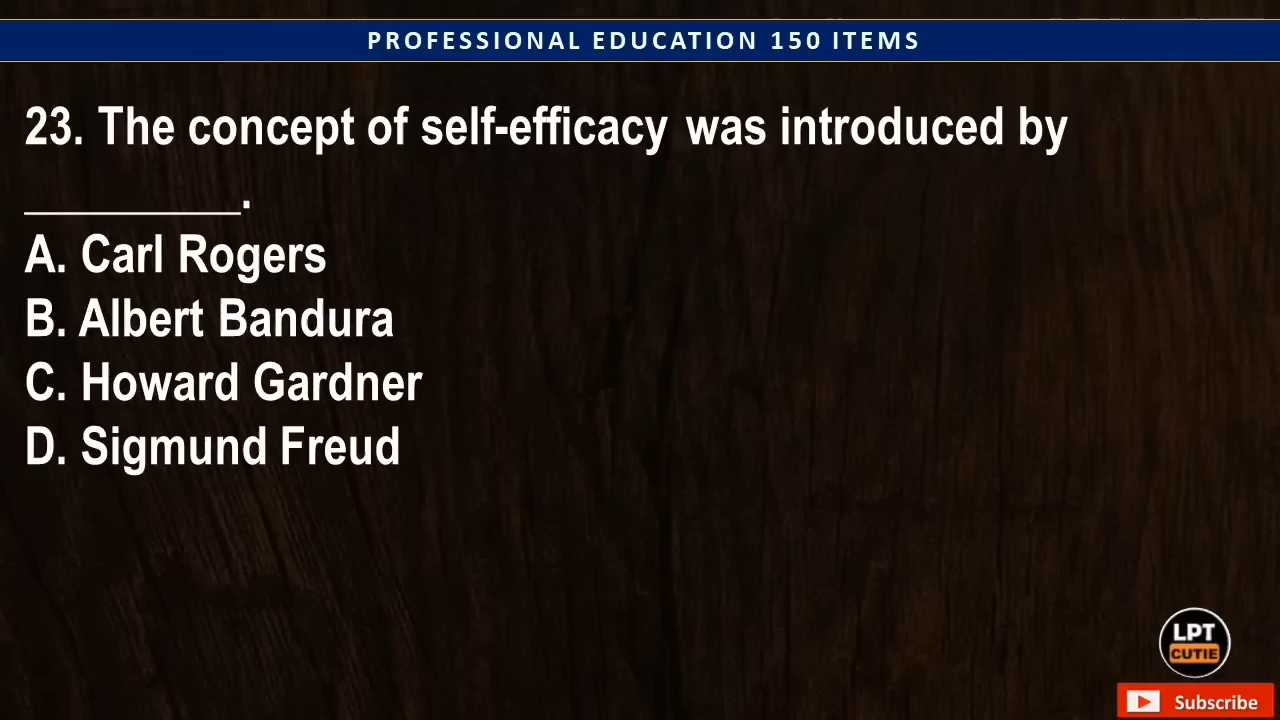 PROFESSIONAL EDUCATION 150 ITEMS
23. The concept of self-efficacy was introduced by
__________.
A. Carl Rogers
B. Albert Bandura
C. Howard Gardner
D. Sigmund Freud
LPT
CUTIE
Subscribe